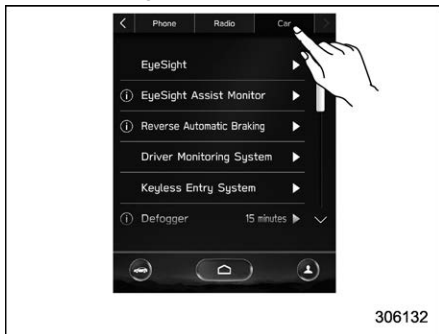 Phone Radio Car
EyeSight
EyeSight Assist Monitor
Reverse Automatic Braking
Driver Monitoring System
Keyless Entry System
Defogger 15 minutes
306132